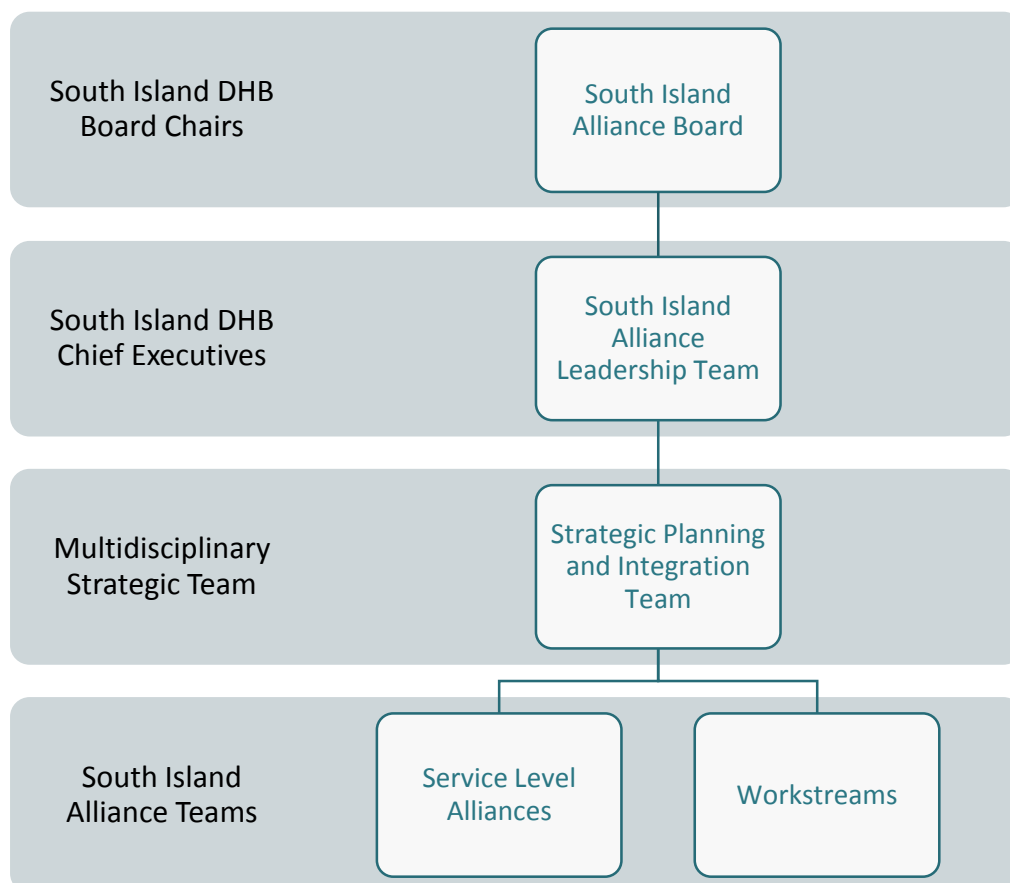 South Island DHB
Board Chairs
South Island
Alliance Board
South Island DHB
Chief Executives
South Island
Alliance
Leadership Team
Multidisciplinary
Strategic Team
Strategic Planning
and Integration
Team
South Island
Alliance Teams
Service Level
Alliances
Workstreams